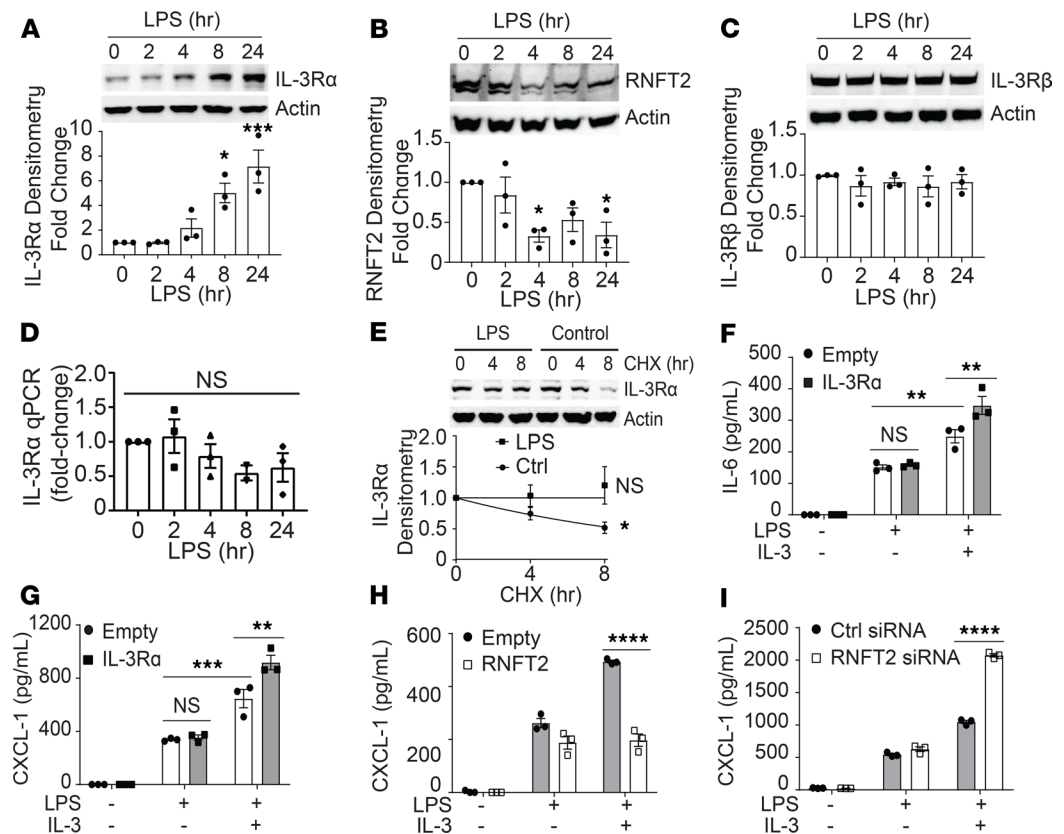 A
LPS (hr)
0 2 4 8 24
IL-3Rα
Actin
IL-3Rα Densitometry
Fold Change
10
8
6
4
2
0
* ***
0 2 4 8 24
LPS (hr)
B
LPS (hr)
0 2 4 8 24
RNFT2
Actin
RNFT2 Densitometry
Fold Change
1.5
1.0
0.5
0
* *
0 2 4 8 24
LPS (hr)
C
LPS (hr)
0 2 4 8 24
IL-3Rβ
Actin
IL-3Rβ Densitometry
Fold Change
1.5
1.0
0.5
0
0 2 4 8 24
LPS (hr)
D
IL-3Rα qPCR
(fold-change)
2.0
1.5
1.0
0.5
0
NS
0 2 4 8 24
LPS (hr)
E
LPS Control
0 4 8 0 4 8 CHX (hr)
IL-3Rα
Actin
IL-3Rα
Densitometry
2.0
1.5
1.0
0.5
0
LPS
Ctrl
NS
*
0 4 8
CHX (hr)
F
IL-6 (pg/mL)
500
400
300
200
100
0
Empty
IL-3Rα
NS ** **
LPS - + +
IL-3 - - +
G
CXCL-1 (pg/mL)
1200
800
400
0
Empty
IL-3Rα
NS *** **
LPS - + +
IL-3 - - +
H
CXCL-1 (pg/mL)
600
400
200
0
Empty
RNFT2
****
LPS - + +
IL-3 - - +
I
CXCL-1 (pg/mL)
2500
2000
1500
1000
500
0
Ctrl siRNA
RNFT2 siRNA
****
LPS - + +
IL-3 - - +